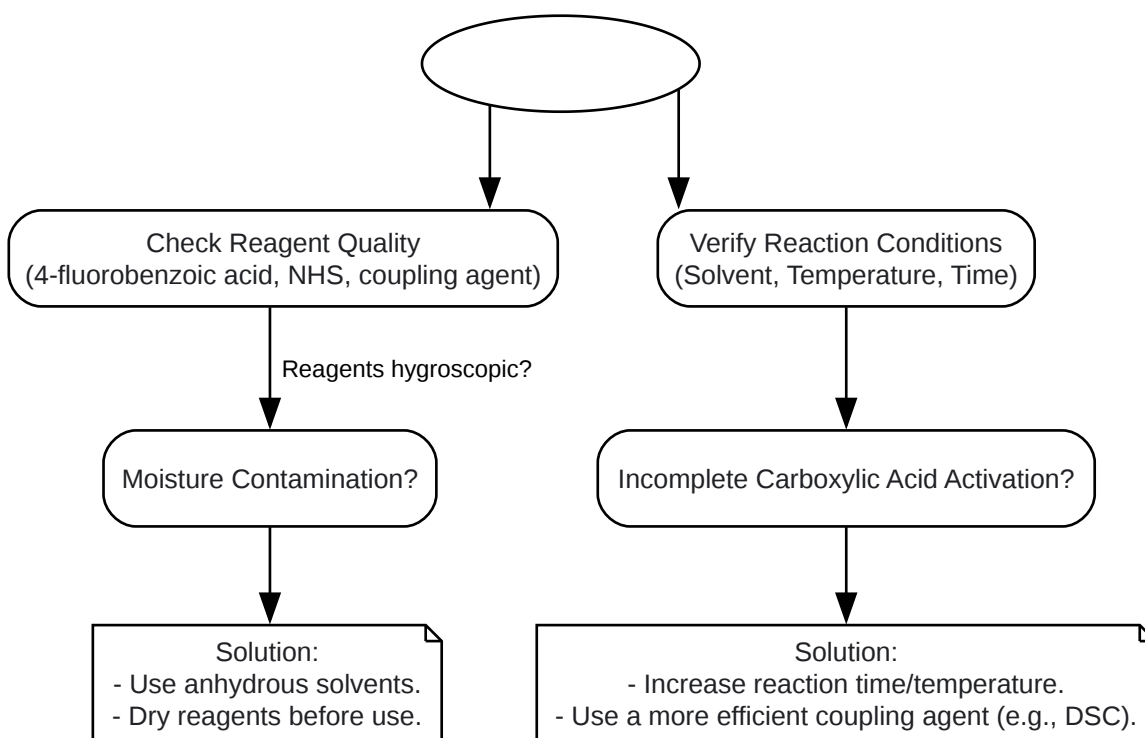 Check Reagent Quality
(4-fluorobenzoic acid, NHS, coupling agent)
Verify Reaction Conditions
(Solvent, Temperature, Time)
Reagents hygroscopic?
Moisture Contamination?
Incomplete Carboxylic Acid Activation?
Solution:
- Use anhydrous solvents.
- Dry reagents before use.
Solution:
- Increase reaction time/temperature.
- Use a more efficient coupling agent (e.g., DSC).